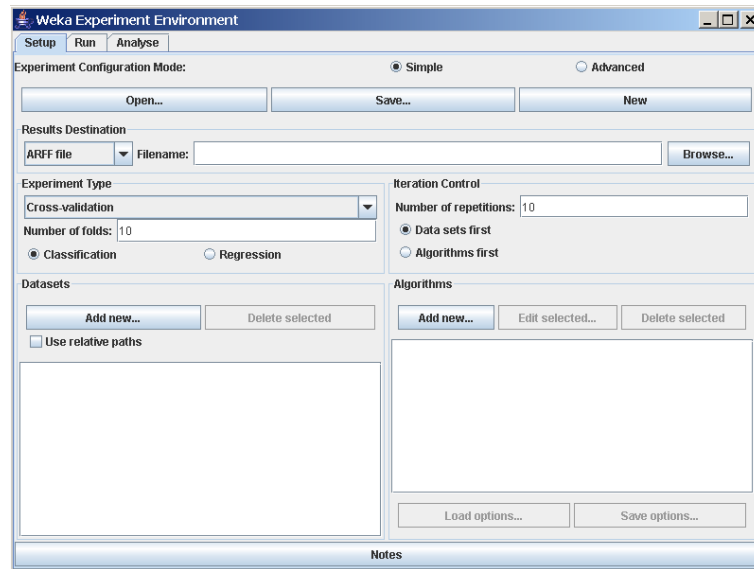 Weka Experiment Environment
Setup Run Analyse
Experiment Configuration Mode: Simple Advanced
Open... Save... New
Results Destination
ARFF file Filename: Browse...
Experiment Type
Cross-validation
Number of folds: 10
Classification Regression
Iteration Control
Number of repetitions: 10
Data sets first
Algorithms first
Datasets
Add new... Delete selected
Use relative paths
Algorithms
Add new... Edit selected... Delete selected
Load options... Save options...
Notes